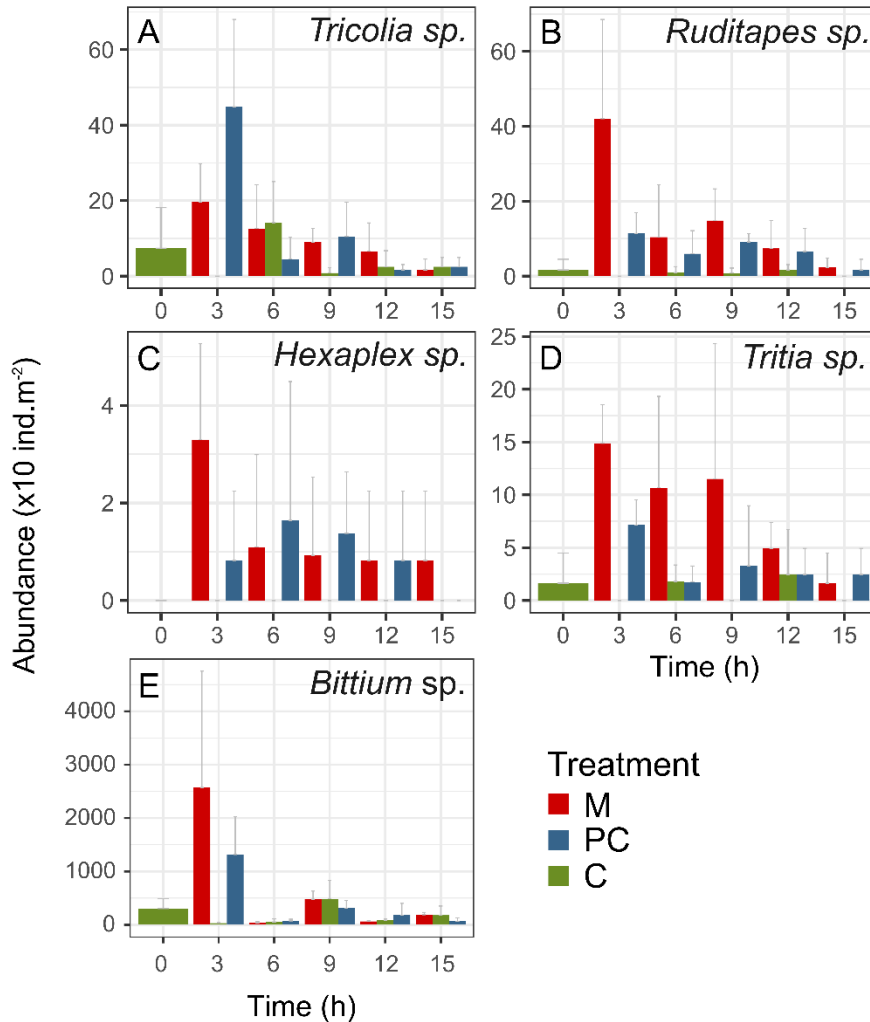 A Tricolia sp.
60
40
20
0
0 3 6 9 12 15
B Ruditapes sp.
60
40
20
0
0 3 6 9 12 15
C Hexaplex sp.
4
2
0
0 3 6 9 12 15
D Tritia sp.
25
20
15
10
5
0
0 3 6 9 12 15
Time (h)
Abundance (x10 ind.m⁻²)
E Bittium sp.
4000
3000
2000
1000
0
0 3 6 9 12 15
Time (h)
Treatment
M
PC
C